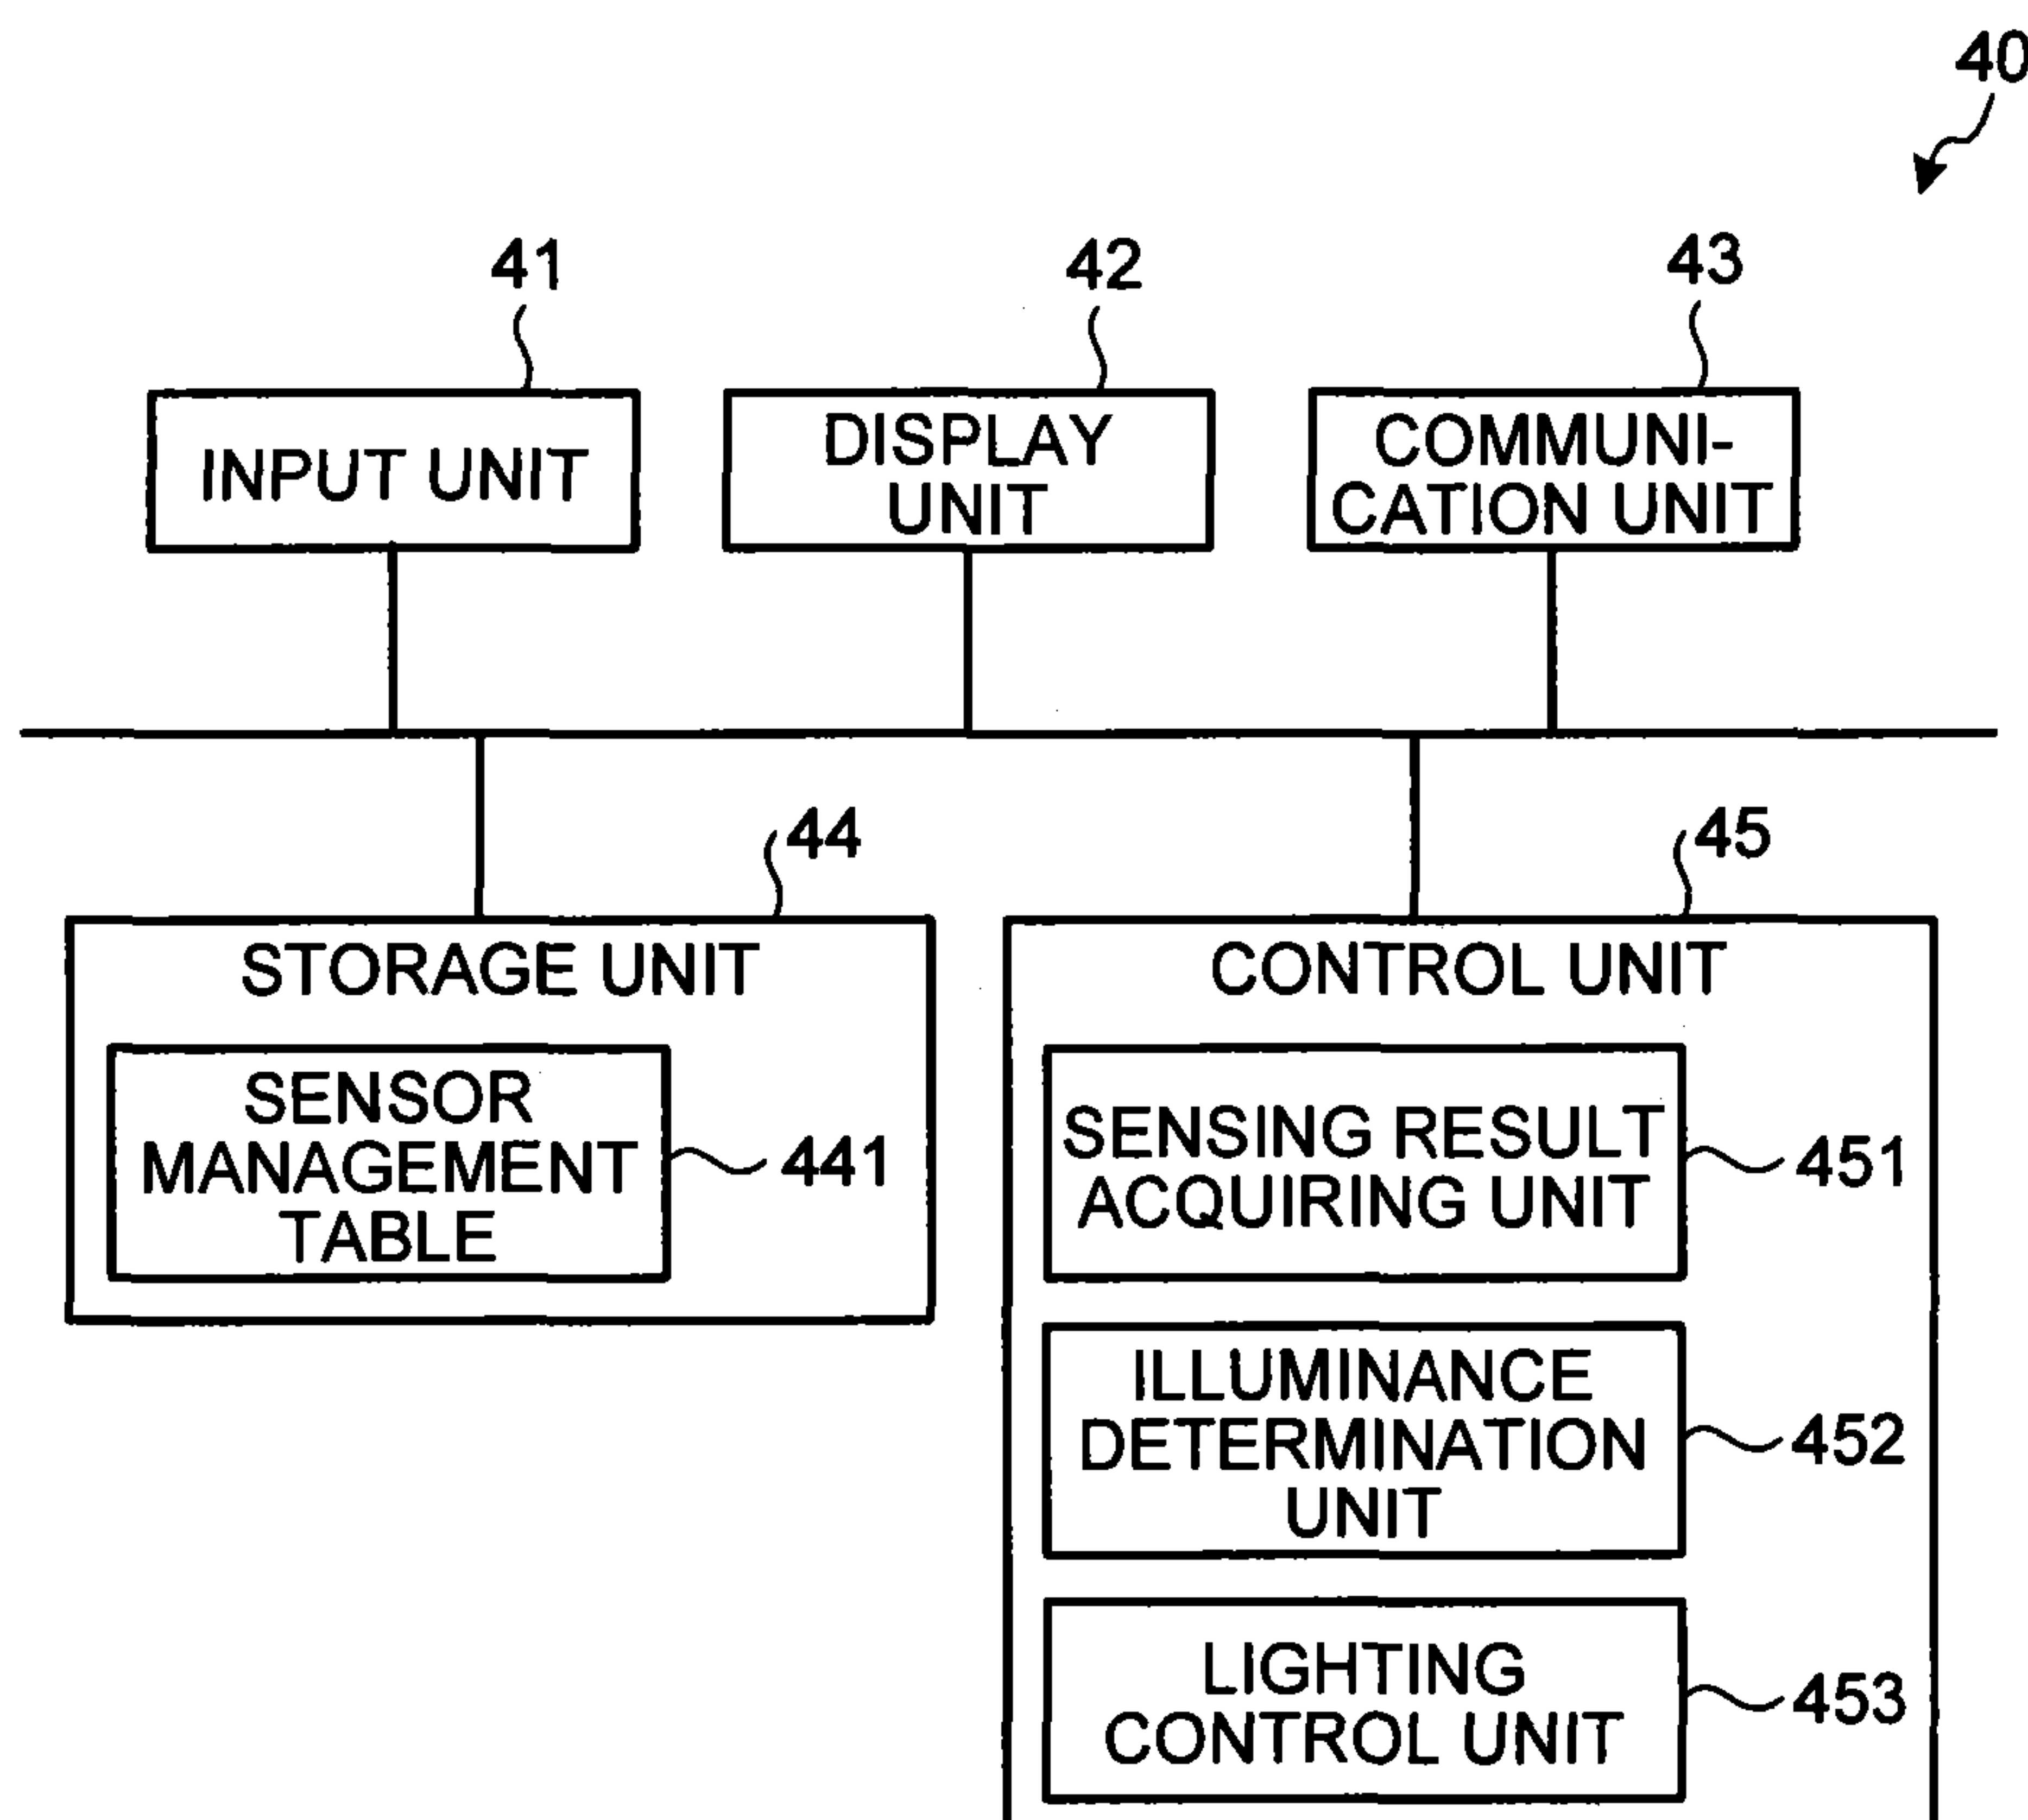 40
41
42
43
INPUT UNIT
DISPLAY
UNIT
COMMUNI-
CATION UNIT
44
45
STORAGE UNIT
SENSOR
MANAGEMENT
TABLE
441
CONTROL UNIT
SENSING RESULT
ACQUIRING UNIT
451
ILLUMINANCE
DETERMINATION
UNIT
452
LIGHTING
CONTROL UNIT
453